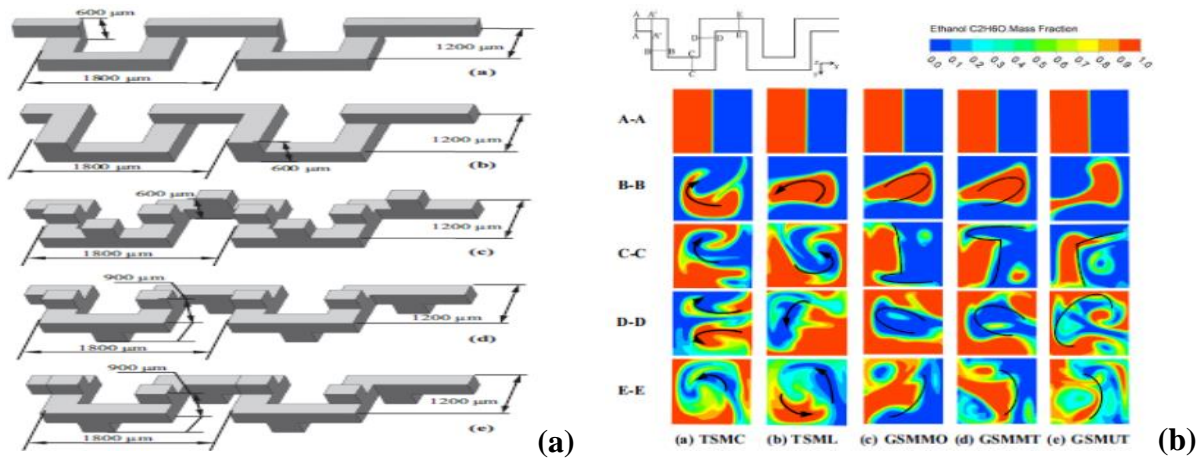 600 μm
1200 μm
1800 μm
(a)
1200 μm
1800 μm
600 μm
(b)
600 μm
1200 μm
1800 μm
(c)
900 μm
1200 μm
1800 μm
(d)
900 μm
1200 μm
1800 μm
(e)
(a)
A A' E
A A' E
D D
B B C
C
Ethanol C2H6O.Mass Fraction
0.0 0.1 0.2 0.3 0.4 0.5 0.6 0.7 0.8 0.9 1.0
A-A
B-B
C-C
D-D
E-E
(a) TSMC (b) TSML (c) GSMMO (d) GSMMT (e) GSMUT
(b)